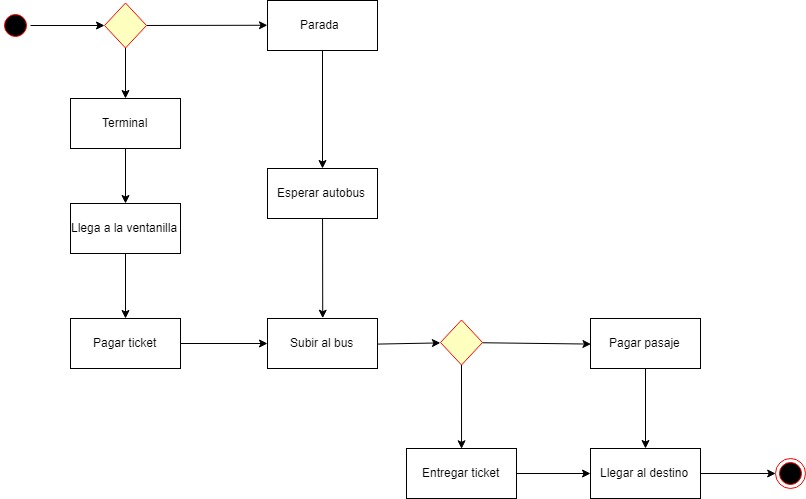 Parada
Terminal
Esperar autobus
Llega a la ventanilla
Pagar ticket
Subir al bus
Pagar pasaje
Entregar ticket
Llegar al destino